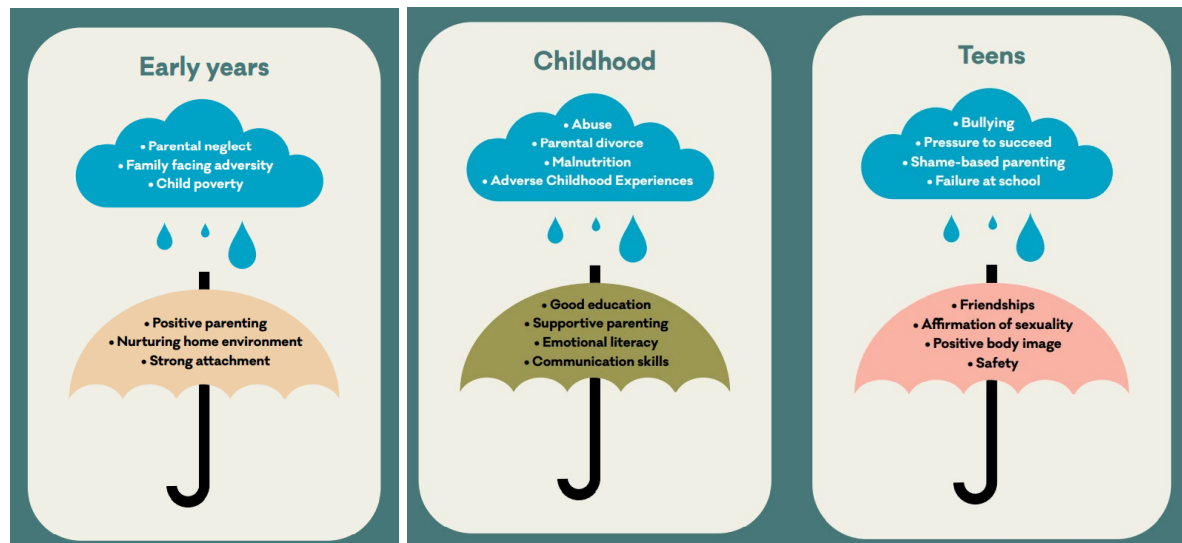 Early years
• Parental neglect
• Family facing adversity
• Child poverty
• Positive parenting
• Nurturing home environment
• Strong attachment
Childhood
• Abuse
• Parental divorce
• Malnutrition
• Adverse Childhood Experiences
• Good education
• Supportive parenting
• Emotional literacy
• Communication skills
Teens
• Bullying
• Pressure to succeed
• Shame-based parenting
• Failure at school
• Friendships
• Affirmation of sexuality
• Positive body image
• Safety